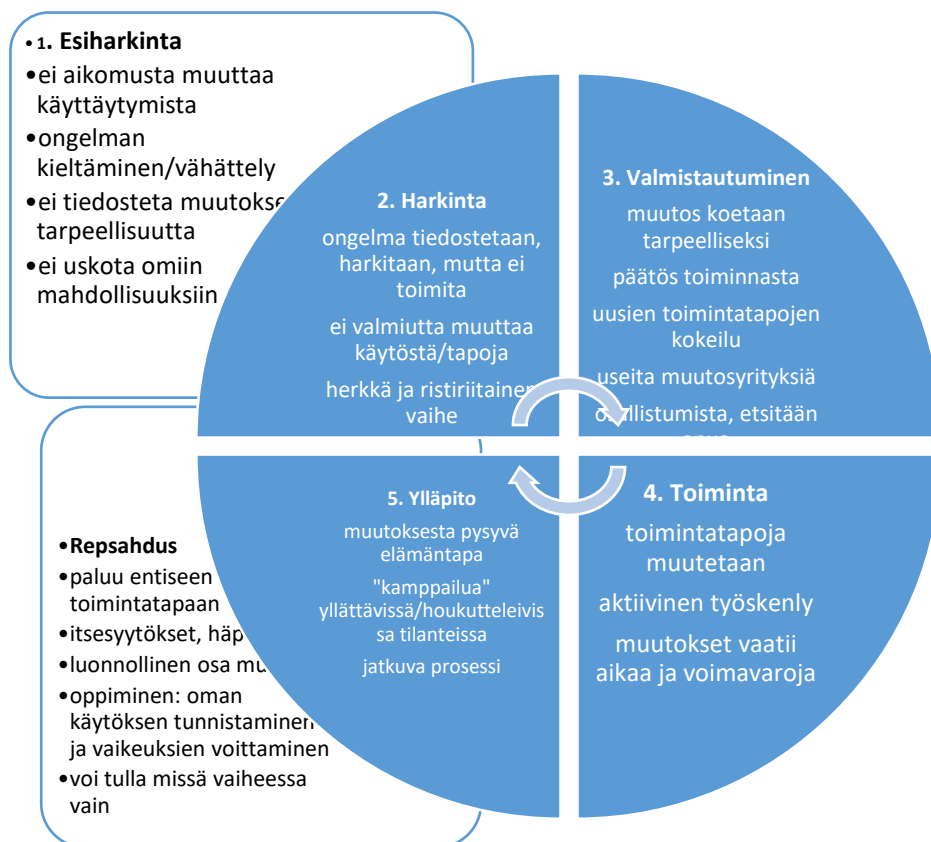 • 1. Esiharkinta
•ei aikomusta muuttaa
käyttäytymista
•ongelman
kieltäminen/vähättely
•ei tiedosteta
tarpeellisuutta
•ei uskota omiin
mahdollisuuksiin
2. Harkinta
ongelma tiedostetaan,
harkitaan, mutta ei
toimita
ei valmiutta muuttaa
käytöstä/tapoja
herkkä ja ristiriitainen
vaihe
3. Valmistautuminen
muutos koetaan
tarpeelliseksi
päätös toiminnasta
uusien toimintatapojen
kokeilu
useita muutosyrityksiä
osallistumista, etsitään
4. Toiminta
toimintatapoja
muutetaan
aktiivinen työskenly
muutokset vaatii
aikaa ja voimavaroja
5. Ylläpito
muutoksesta pysyvä
elämäntapa
"kamppailua"
yllättävissä/houkutteleivis
sa tilanteissa
jatkuva prosessi
•Repsahdus
•paluu entiseen
toimintatapaan
•itsesyytökset,
•luonnollinen osa
•oppiminen: oman
käytöksen tunnistaminen
ja vaikeuksien voittaminen
•voi tulla missä vaiheessa
vain